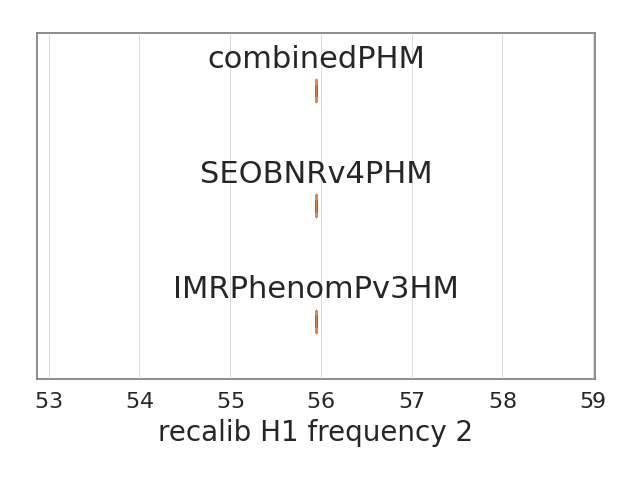 combinedPHM
SEOBNRv4PHM
IMRPhenomPv3HM
53 54 55 56 57 58 59
recalib H1 frequency 2